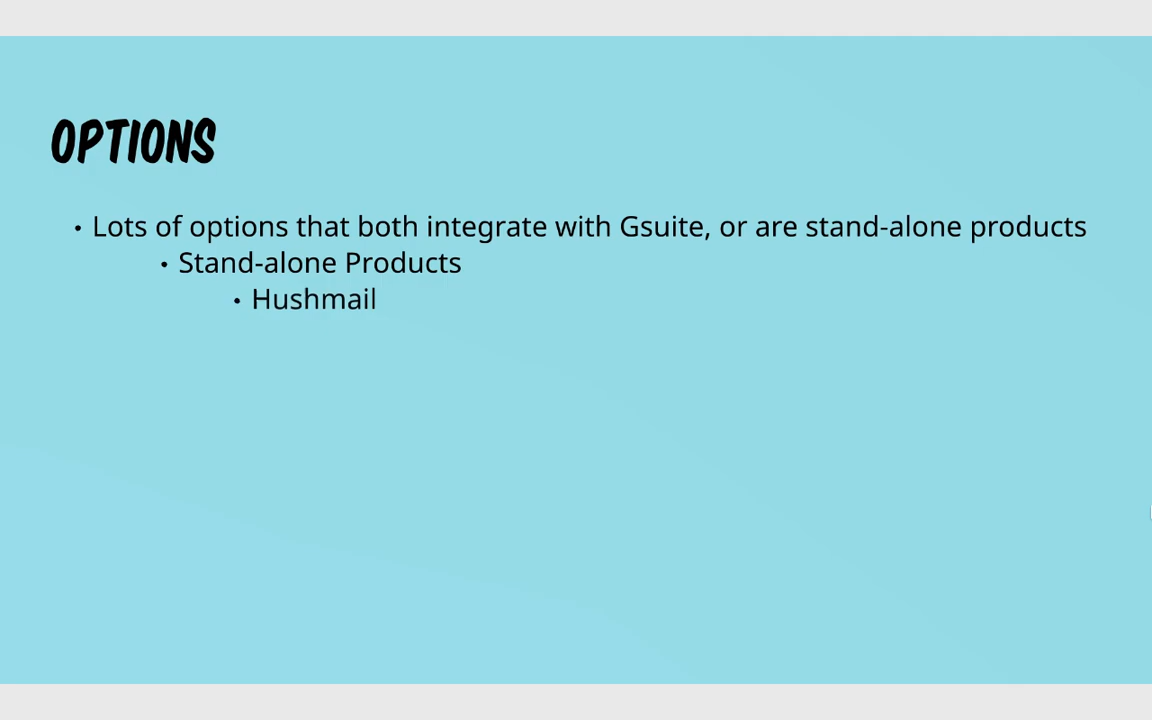 OPTIONS
• Lots of options that both integrate with Gsuite, or are stand-alone products
• Stand-alone Products
• Hushmail